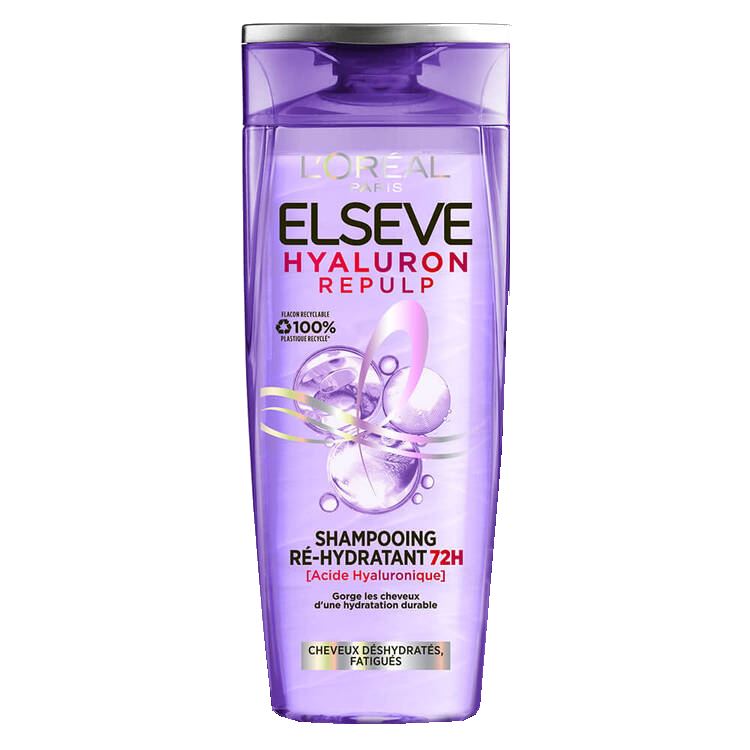 L'ORÉAL
PARIS
ELSEVE
HYALURON
REPULP
FLACON RECYCLABLE
100%
PLASTIQUE RECYCLÉ*
SHAMPOOING
RÉ-HYDRATANT 72H
[Acide Hyaluronique]
Gorge les cheveux
d'une hydratation durable
CHEVEUX DÉSHYDRATÉS,
FATIGUÉS